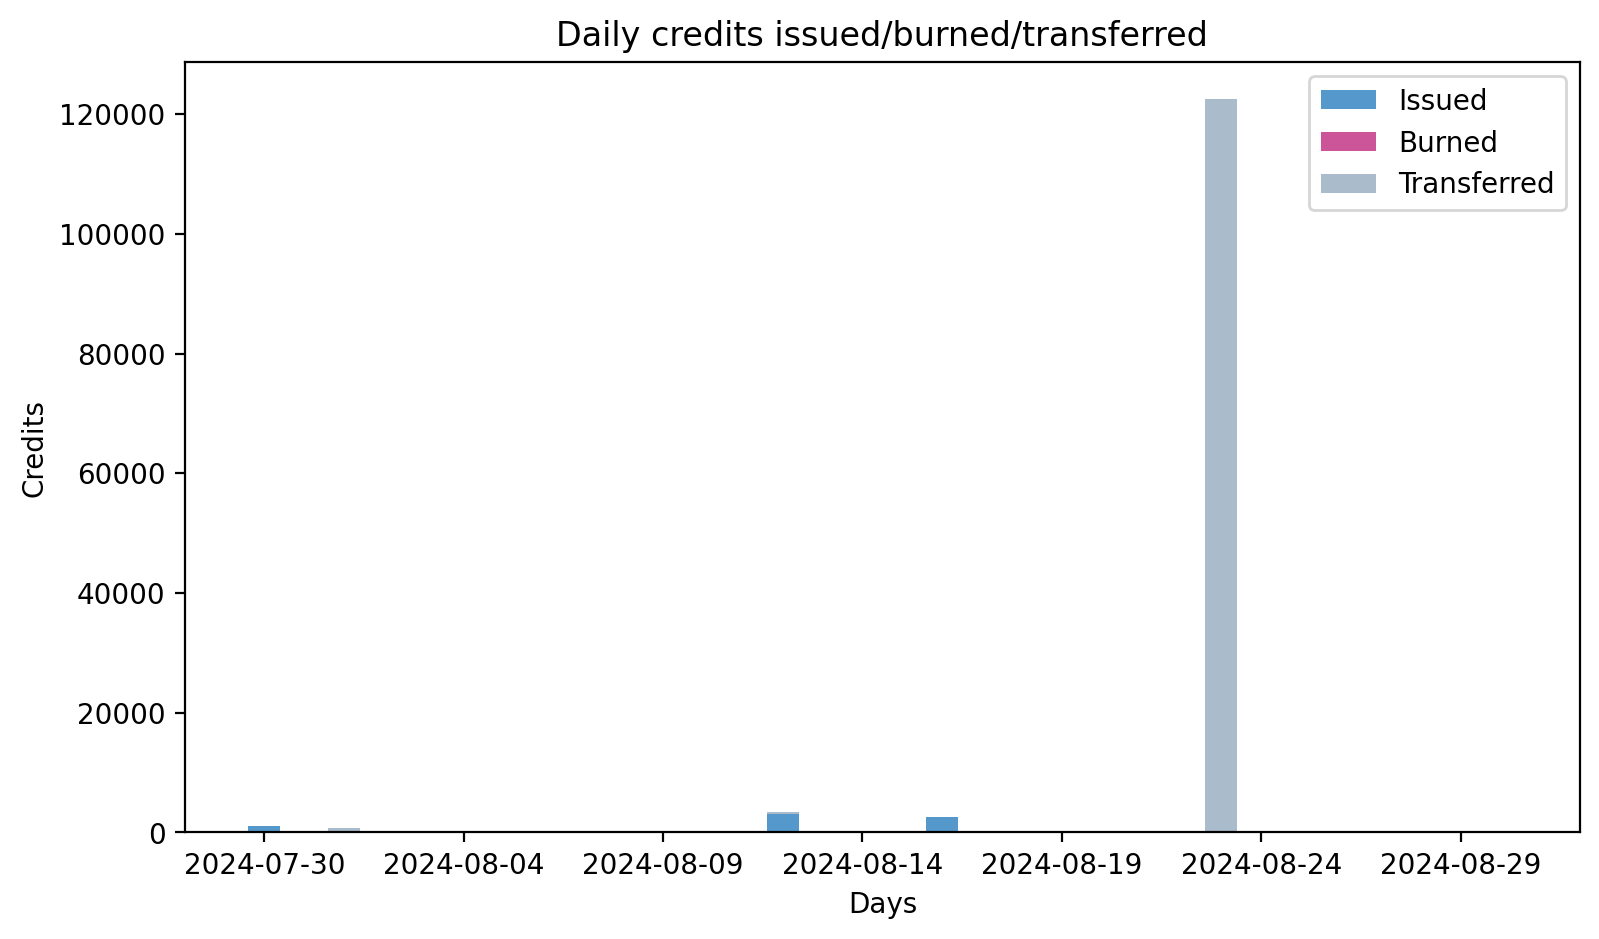 Daily credits issued/burned/transferred
Issued
Burned
Transferred
120000
100000
80000
60000
40000
20000
0
Credits
2024-07-30 2024-08-04 2024-08-09 2024-08-14 2024-08-19 2024-08-24 2024-08-29
Days